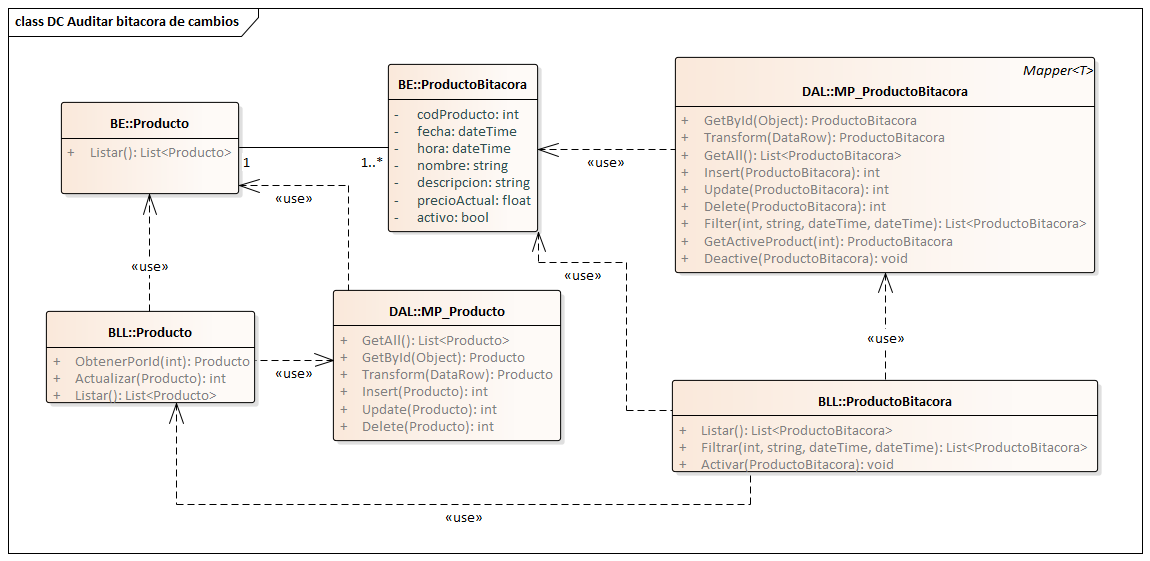 class DC Auditar bitacora de cambios
BE::Producto
+ Listar(): List<Producto>
1
1..*
BE::ProductoBitacora
- codProducto: int
- fecha: dateTime
- hora: dateTime
- nombre: string
- descripcion: string
- precioActual: float
- activo: bool
Mapper<T>
DAL::MP_ProductoBitacora
+ GetById(Object): ProductoBitacora
+ Transform(DataRow): ProductoBitacora
+ GetAll(): List<ProductoBitacora>
+ Insert(ProductoBitacora): int
+ Update(ProductoBitacora): int
+ Delete(ProductoBitacora): int
+ Filter(int, string, dateTime, dateTime): List<ProductoBitacora>
+ GetActiveProduct(int): ProductoBitacora
+ Deactive(ProductoBitacora): void
«use»
«use»
«use»
«use»
BLL::Producto
+ ObtenerPorId(int): Producto
+ Actualizar(Producto): int
+ Listar(): List<Producto>
«use»
DAL::MP_Producto
+ GetAll(): List<Producto>
+ GetById(Object): Producto
+ Transform(DataRow): Producto
+ Insert(Producto): int
+ Update(Producto): int
+ Delete(Producto): int
«use»
BLL::ProductoBitacora
+ Listar(): List<ProductoBitacora>
+ Filtrar(int, string, dateTime, dateTime): List<ProductoBitacora>
+ Activar(ProductoBitacora): void
«use»